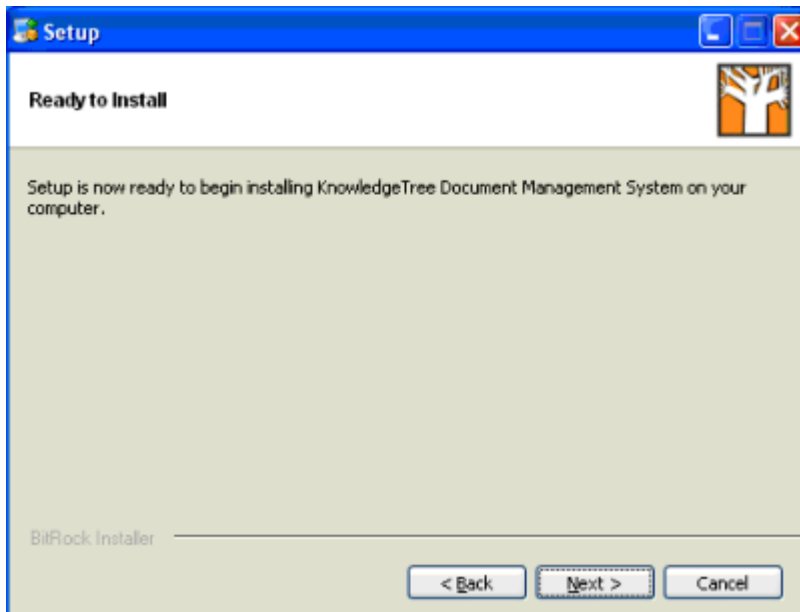 Setup
Ready to Install
Setup is now ready to begin installing KnowledgeTree Document Management System on your
computer.
BitRock Installer
< Back
Next >
Cancel